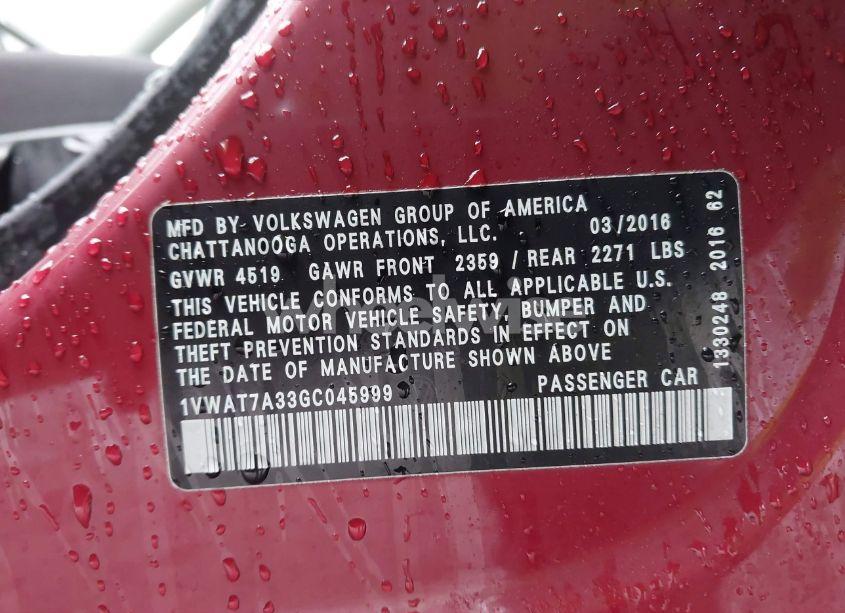 MFD BY VOLKSWAGEN GROUP OF AMERICA
CHATTANOOGA OPERATIONS, LLC. 03/2016
GVWR 4519 GAWR FRONT 2359 / REAR 2271 LBS
THIS VEHICLE CONFORMS TO ALL APPLICABLE U.S.
FEDERAL MOTOR VEHICLE SAFETY, BUMPER AND
THEFT PREVENTION STANDARDS IN EFFECT ON
THE DATE OF MANUFACTURE SHOWN ABOVE
1VWAT7A33GC045999 PASSENGER CAR
1330248 2016 62